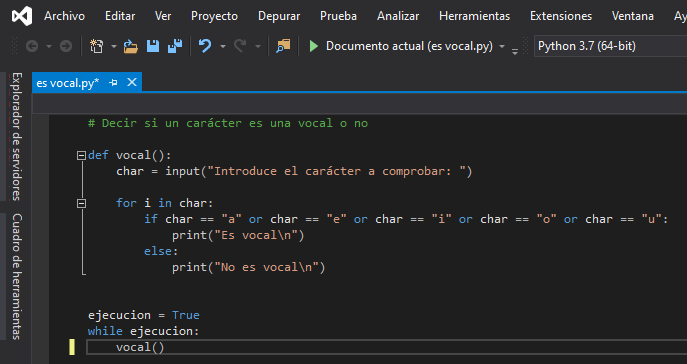 Archivo Editar Ver Proyecto Depurar Prueba Analizar Herramientas Extensiones Ventana
Documento actual (es vocal.py) Python 3.7 (64-bit)
Explorador de servidores
Cuadro de herramientas
es vocal.py*
# Decir si un carácter es una vocal o no
def vocal():
char = input("Introduce el carácter a comprobar: ")
for i in char:
if char == "a" or char == "e" or char == "i" or char == "o" or char == "u":
print("Es vocal\n")
else:
print("No es vocal\n")
ejecucion = True
while ejecucion:
vocal()